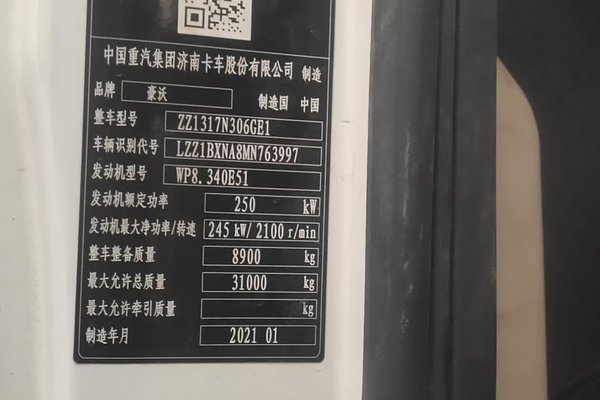 中国重汽集团济南卡车股份有限公司 制造
品牌 豪沃 制造国 中国
整车型号 ZZ1317N306GE1
车辆识别代号 LZZ1BXNA8MN763997
发动机型号 WP8.340E51
发动机额定功率 250 kW
发动机最大净功率/转速 245 kW/ 2100 r/min
整车整备质量 8900 kg
最大允许总质量 31000 kg
最大允许牵引质量 kg
制造年月 2021 01